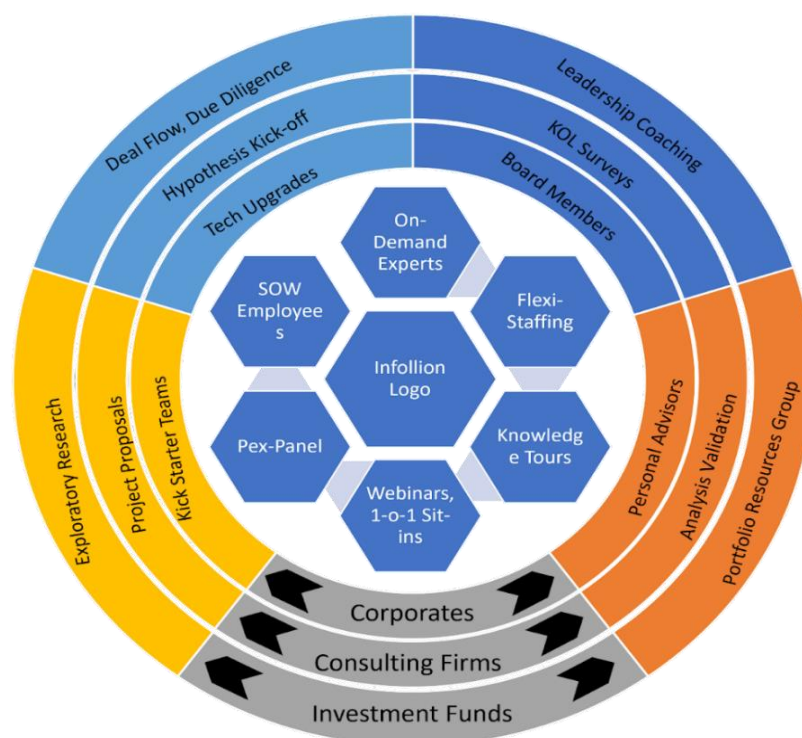 Deal Flow, Due Diligence
Hypothesis Kick-off
Tech Upgrades
Leadership Coaching
KOL Surveys
Board Members
On-
Demand
Experts
SOW
Employee
s
Flexi-
Staffing
Infollion
Logo
Pex-Panel
Knowledg
e Tours
Webinars,
1-o-1 Sit-
ins
Exploratory Research
Project Proposals
Kick Starter Teams
Personal Advisors
Analysis Validation
Portfolio Resources Group
Corporates
Consulting Firms
Investment Funds